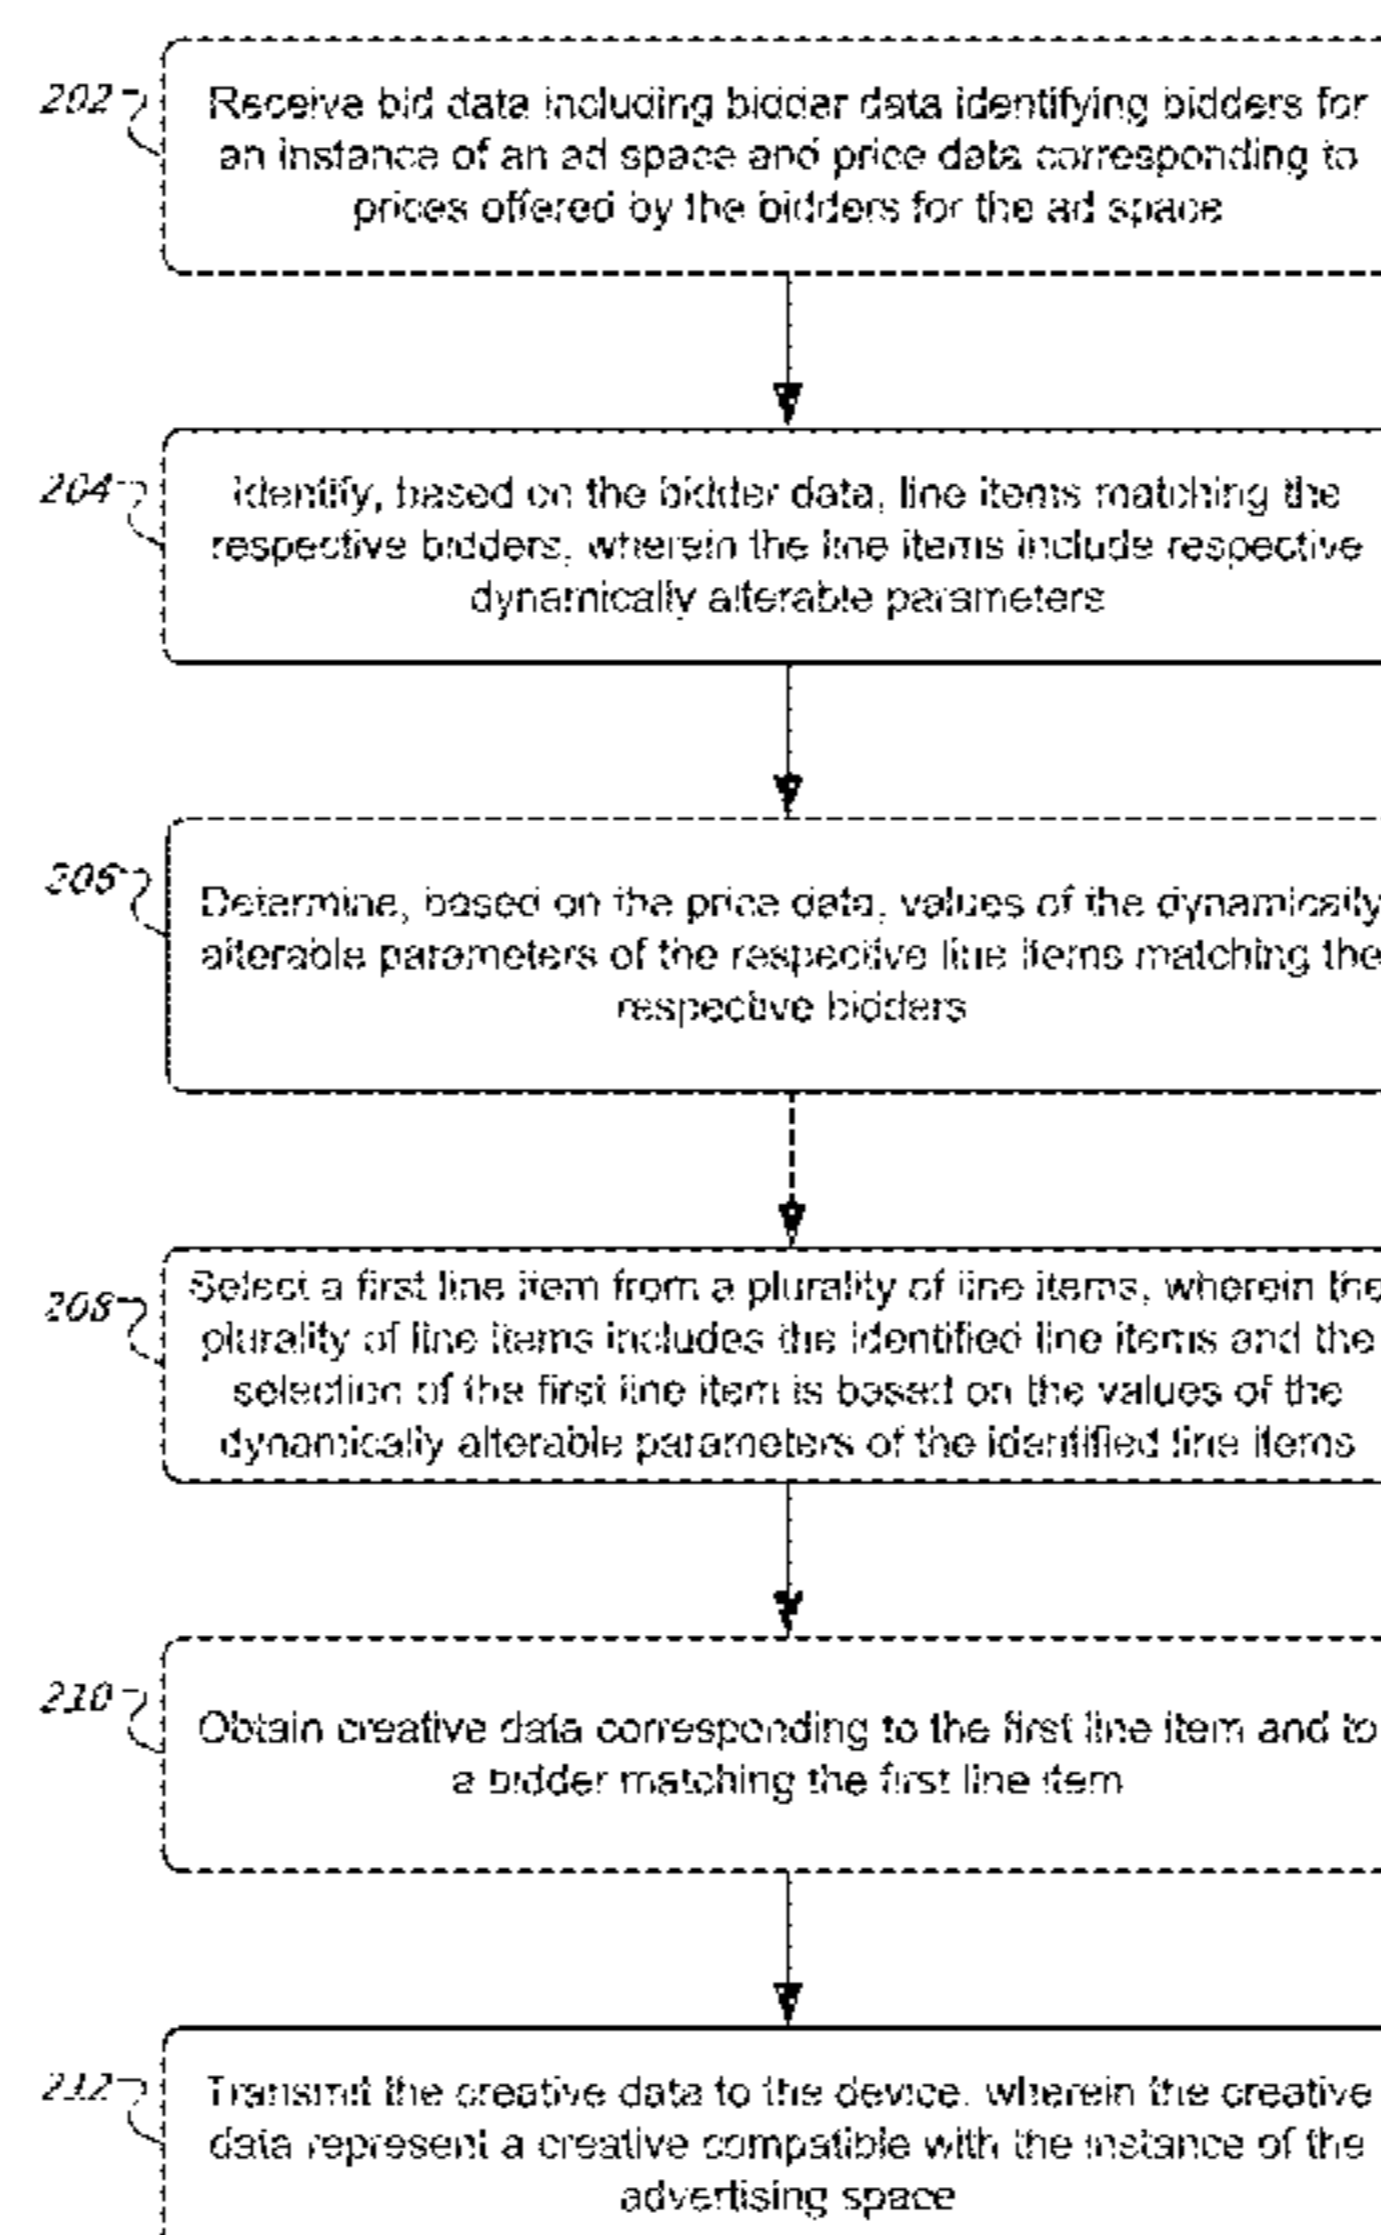 202
Receive bid data including bidder data identifying bidders for
an instance of an ad space and price data corresponding to
prices offered by the bidders for the ad space
204
Identify, based on the bidder data, line items matching the
respective bidders, wherein the line items include respective
dynamically alterable parameters
206
Determine, based on the price data, values of the dynamically
alterable parameters of the respective line items matching the
respective bidders
208
Select a first line item from a plurality of line items, wherein the
plurality of line items includes the identified line items and the
selection of the first line item is based on the values of the
dynamically alterable parameters of the identified line items
210
Obtain creative data corresponding to the first line item and to
a bidder matching the first line item
212
Transmit the creative data to the device, wherein the creative
data represent a creative compatible with the instance of the
advertising space